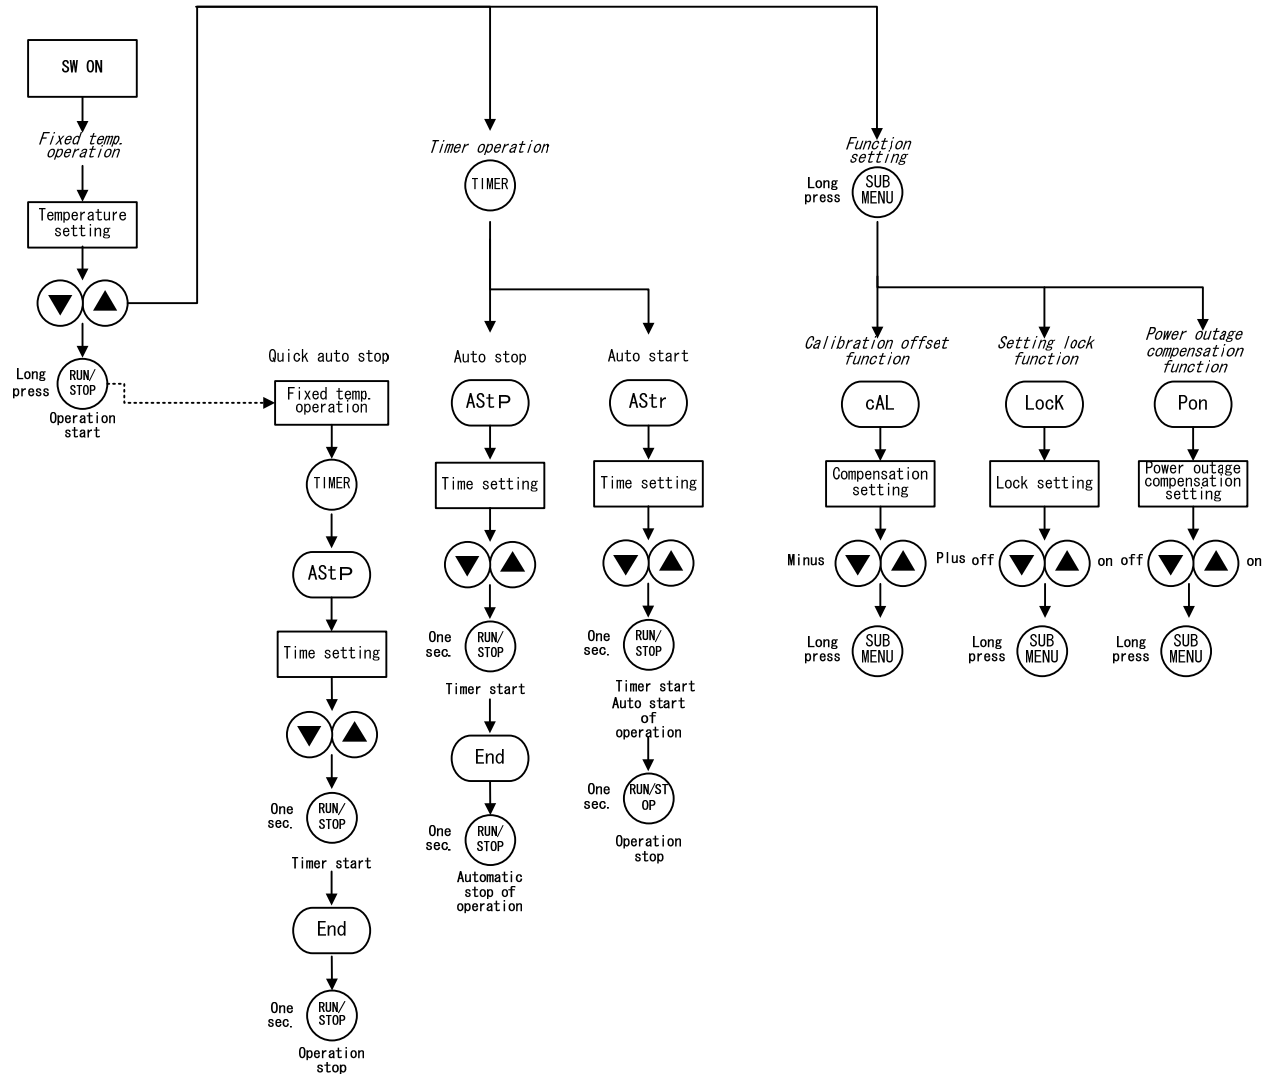 SW ON
Fixed temp.
operation
Temperature
setting
▼ ▲
Long
press
RUN/
STOP
Operation
start
Quick auto stop
Fixed temp.
operation
TIMER
AStP
Time setting
▼ ▲
One
sec.
RUN/
STOP
Timer start
End
One
sec.
RUN/
STOP
Operation
stop
Timer operation
TIMER
Auto stop
AStP
Time setting
▼ ▲
One
sec.
RUN/
STOP
Timer start
End
One
sec.
RUN/
STOP
Automatic
stop of
operation
Auto start
AStr
Time setting
▼ ▲
One
sec.
RUN/
STOP
Timer start
Auto start
of
operation
One
sec.
RUN/ST
OP
Operation
stop
Function
setting
Long
press
SUB
MENU
Calibration offset
function
cAL
Compensation
setting
Minus ▼ ▲ Plus
Long
press
SUB
MENU
Setting lock
function
LocK
Lock setting
off ▼ ▲ on
Long
press
SUB
MENU
Power outage
compensation
function
Pon
Power outage
compensation
setting
off ▼ ▲ on
Long
press
SUB
MENU